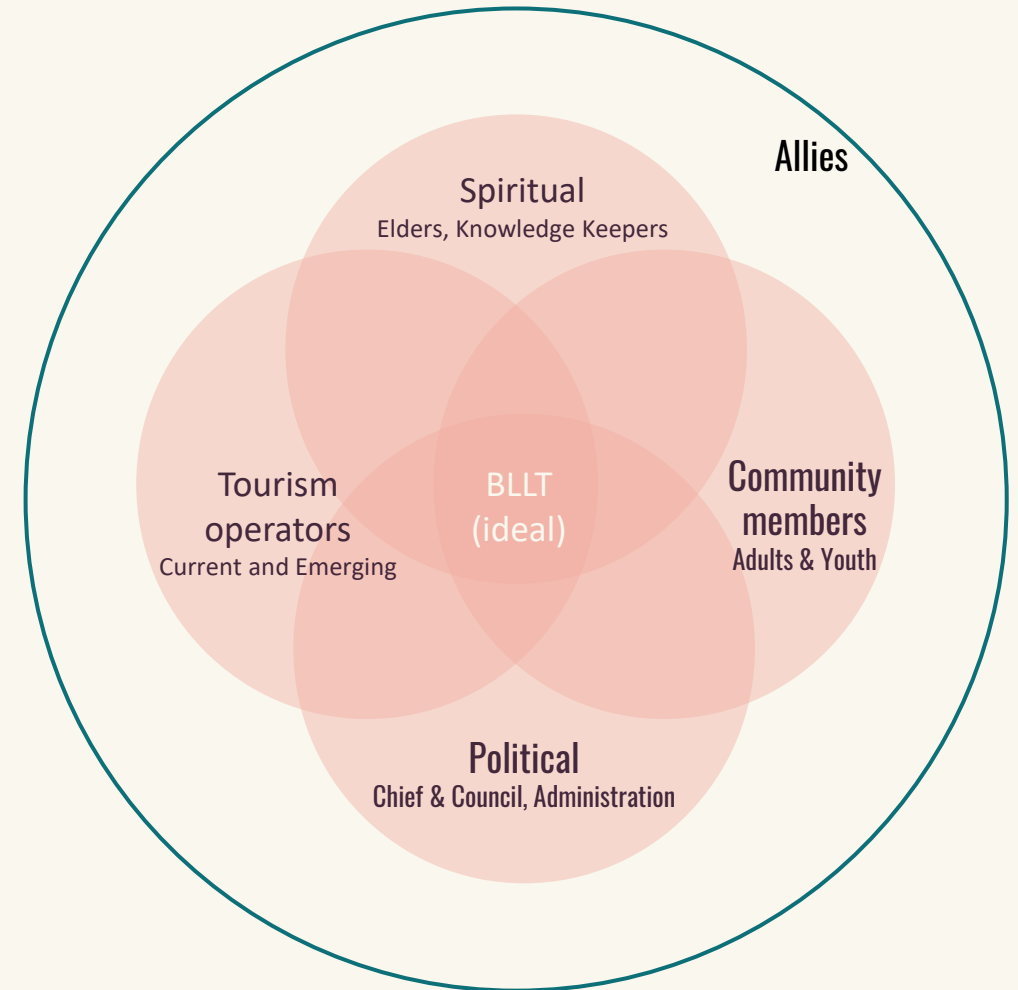 Allies
Spiritual
Elders, Knowledge Keepers
Tourism
operators
Current and Emerging
BLLT
(ideal)
Community
members
Adults & Youth
Political
Chief & Council, Administration